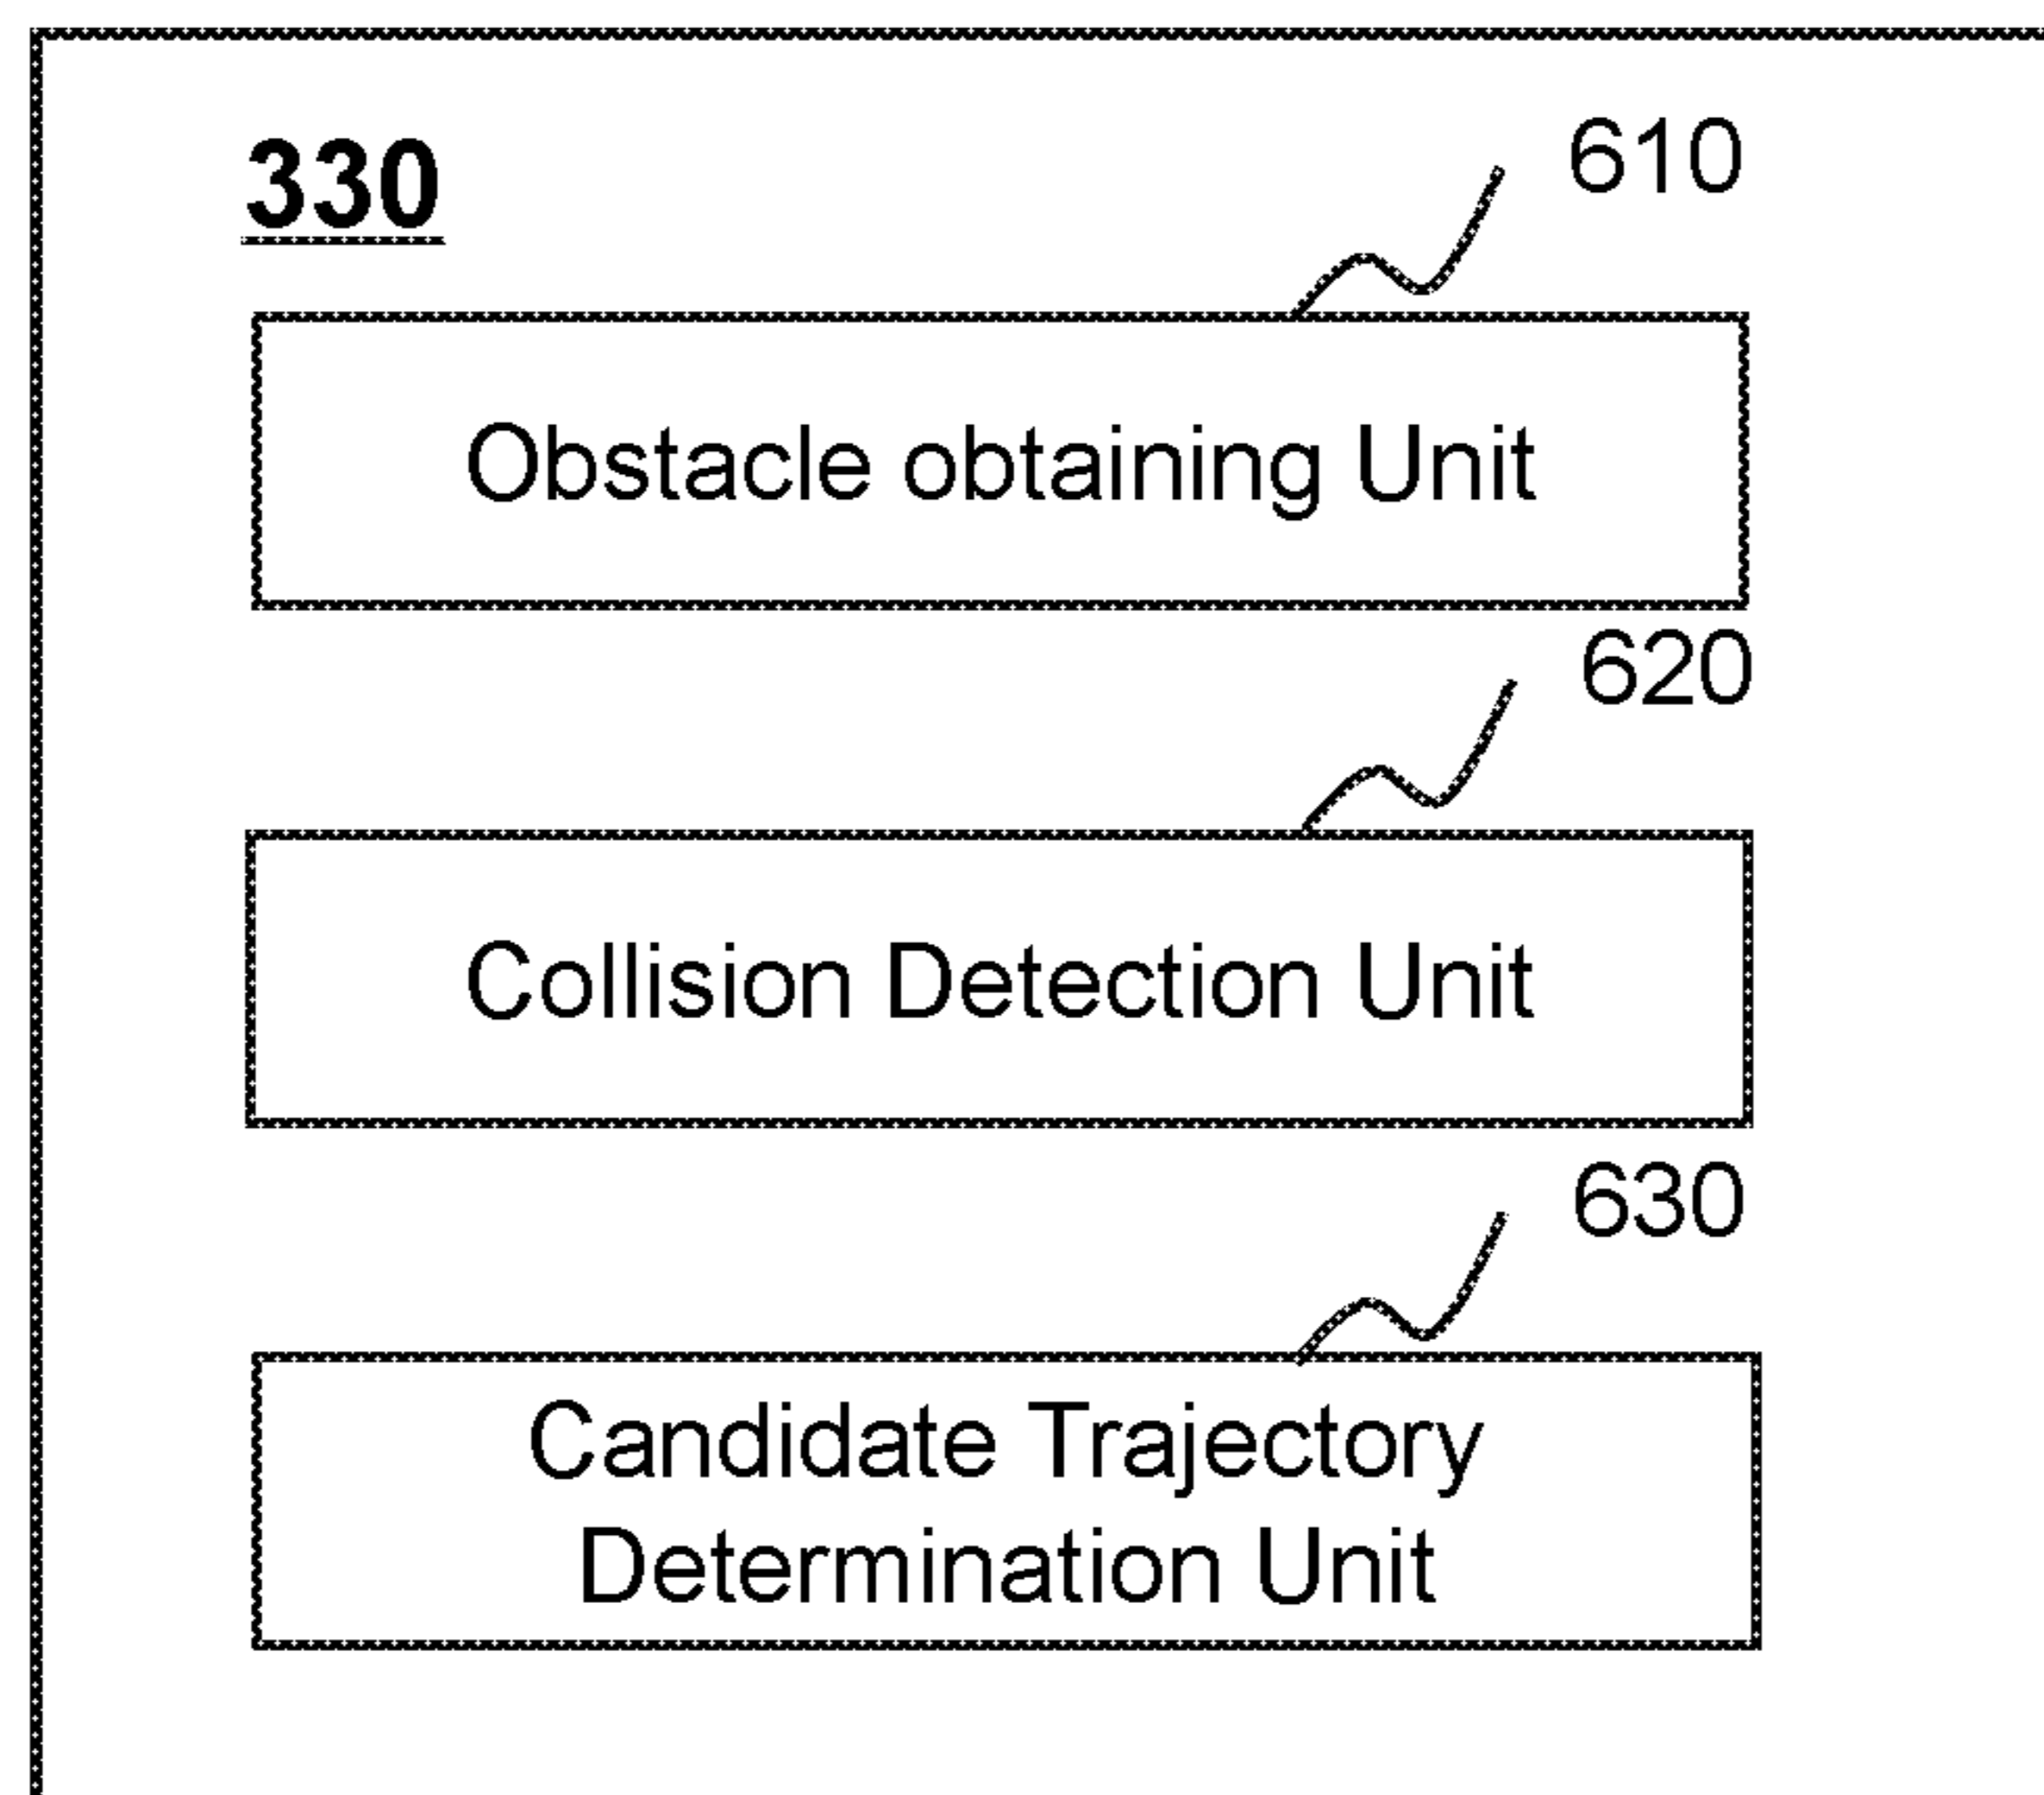 330
610
Obstacle obtaining Unit
620
Collision Detection Unit
630
Candidate Trajectory
Determination Unit